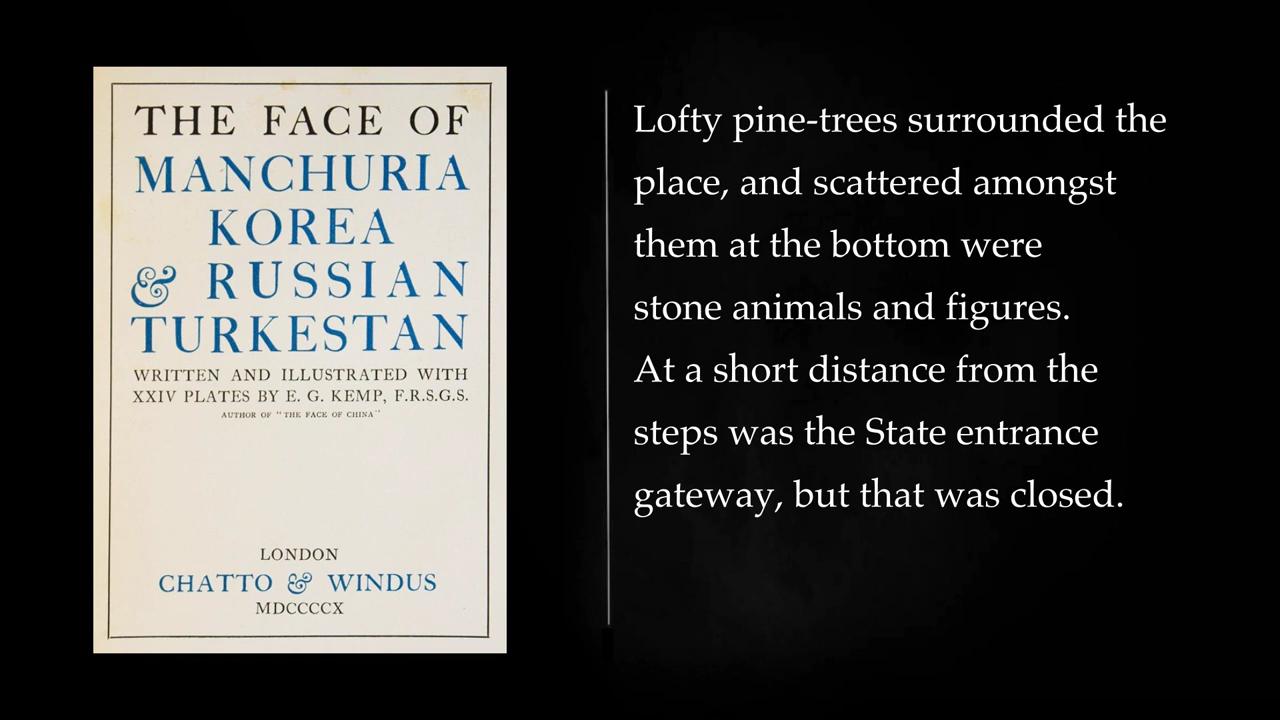 THE FACE OF
MANCHURIA
KOREA
& RUSSIAN
TURKESTAN
WRITTEN AND ILLUSTRATED WITH
XXIV PLATES BY E. G. KEMP, F.R.S.G.S.
AUTHOR OF "THE FACE OF CHINA"
LONDON
CHATTO & WINDUS
MDCCCCX
Lofty pine-trees surrounded the
place, and scattered amongst
them at the bottom were
stone animals and figures.
At a short distance from the
steps was the State entrance
gateway, but that was closed.